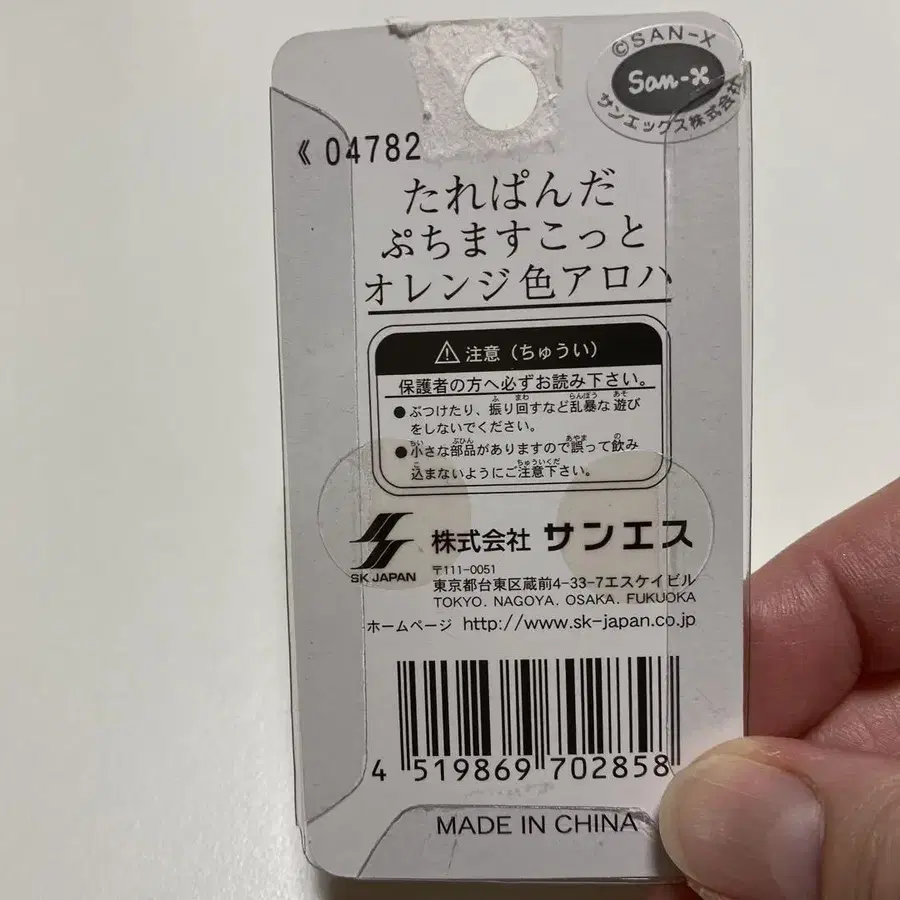 ©SAN-X
San-x
サンエックス株式会社
《 04782
たれぱんだ
ぷちますこっと
オレンジ色アロハ
注意(ちゅうい)
保護者の方へ必ずお読み下さい。
●ぶつけたり、振り回すなど乱暴な遊び
をしないでください。
●小さな部品がありますので誤って飲み
込まないようにご注意下さい。
SK JAPAN
株式会社 サンエス
〒111-0051
東京都台東区蔵前4-33-7エスケイビル
TOKYO. NAGOYA. OSAKA. FUKUOKA
ホームページ http://www.sk-japan.co.jp
4 519869 702858
MADE IN CHINA